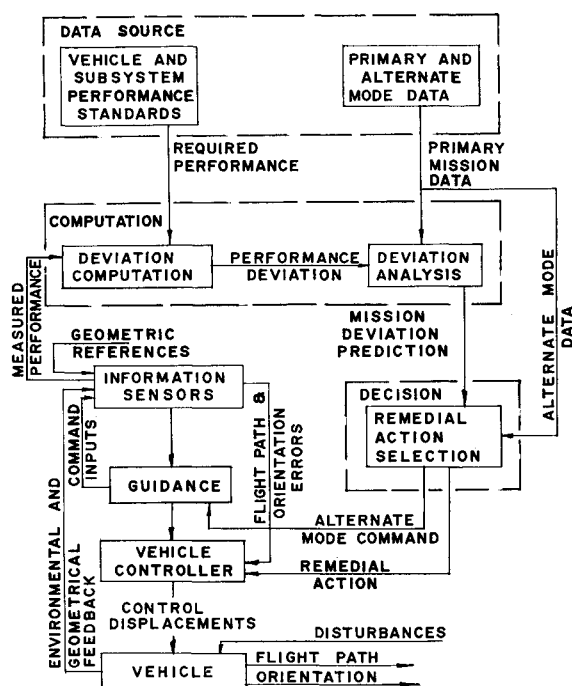 DATA SOURCE
VEHICLE AND
SUBSYSTEM
PERFORMANCE
STANDARDS
PRIMARY AND
ALTERNATE
MODE DATA
REQUIRED
PERFORMANCE
PRIMARY
MISSION
DATA
COMPUTATION
DEVIATION
COMPUTATION
PERFORMANCE
DEVIATION
DEVIATION
ANALYSIS
MEASURED
PERFORMANCE
GEOMETRIC
REFERENCES
MISSION
DEVIATION
PREDICTION
ALTERNATE MODE
DATA
INFORMATION
SENSORS
DECISION
REMEDIAL
ACTION
SELECTION
COMMAND
INPUTS
FLIGHT PATH &
ORIENTATION
ERRORS
GUIDANCE
ALTERNATE
MODE COMMAND
VEHICLE
CONTROLLER
REMEDIAL
ACTION
ENVIRONMENTAL AND
GEOMETRICAL
FEEDBACK
CONTROL
DISPLACEMENTS
DISTURBANCES
VEHICLE
FLIGHT PATH
ORIENTATION